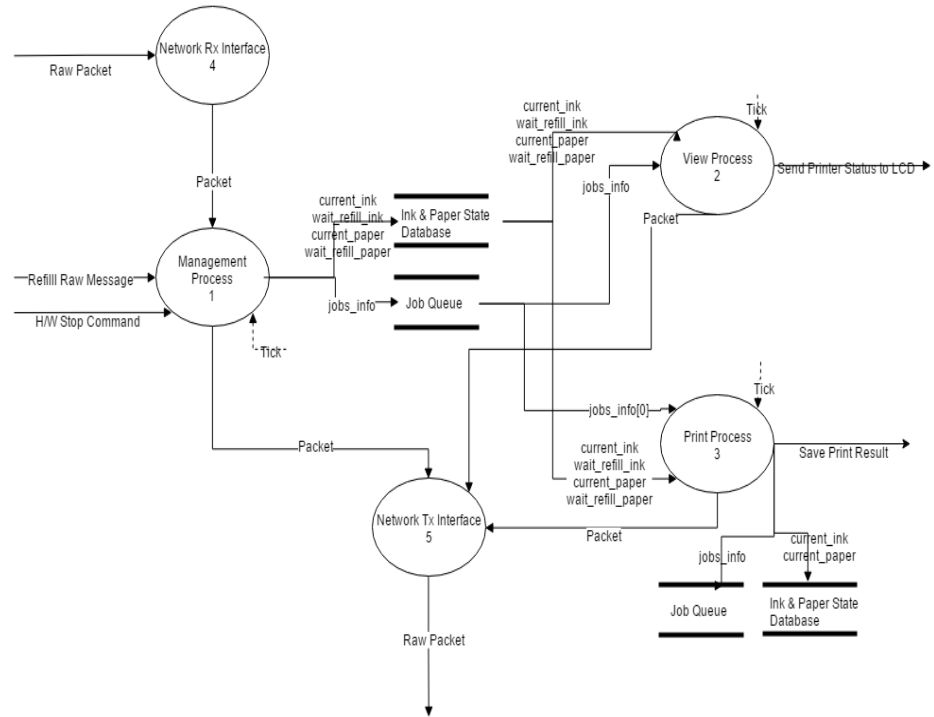 Network Rx Interface
4
Raw Packet
Packet
current_ink
wait_refill_ink
current_paper
wait_refill_paper
Tick
View Process
2
Send Printer Status to LCD
jobs_info
Packet
current_ink
wait_refill_ink
current_paper
wait_refill_paper
Ink & Paper State
Database
Management
Process
1
Refilll Raw Message
H/W Stop Command
jobs_info
Job Queue
Tick
Tick
jobs_info[0]
Print Process
3
Save Print Result
Packet
current_ink
wait_refill_ink
current_paper
wait_refill_paper
Network Tx Interface
5
Packet
current_ink
current_paper
jobs_info
Job Queue
Ink & Paper State
Database
Raw Packet